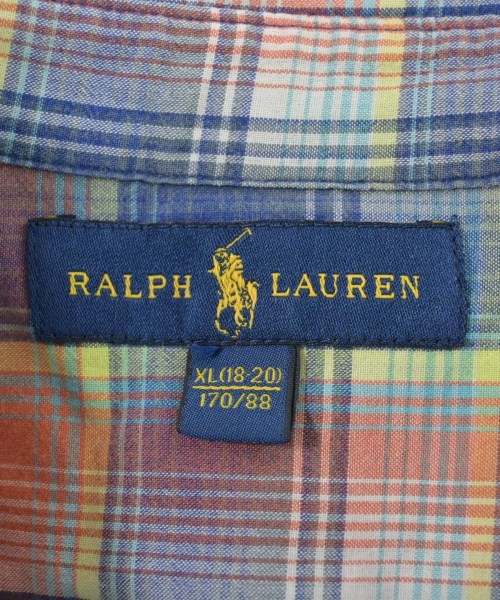 RALPH LAUREN
XL(18-20)
170/88